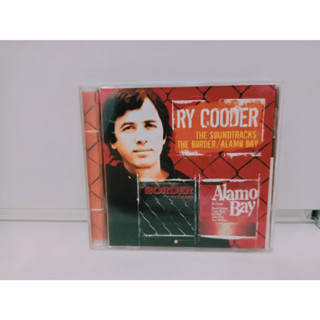 RY COODER
THE SOUNDTRACKS
THE BORDER/ALAMO BAY
BORDER
Alamo
Bay